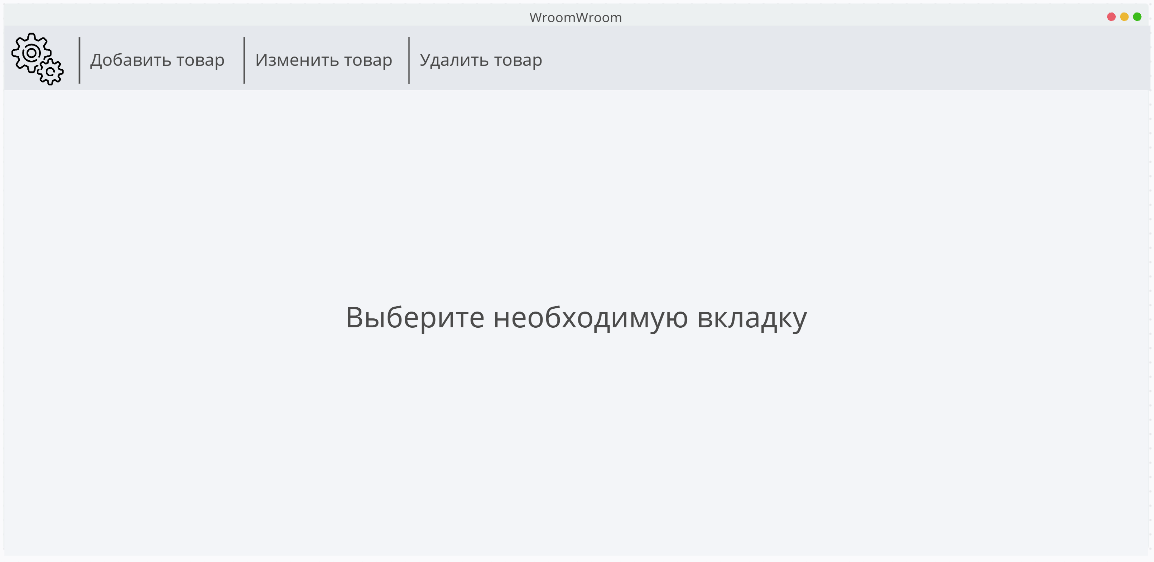 WroomWroom
Добавить товар
Изменить товар
Удалить товар
Выберите необходимую вкладку